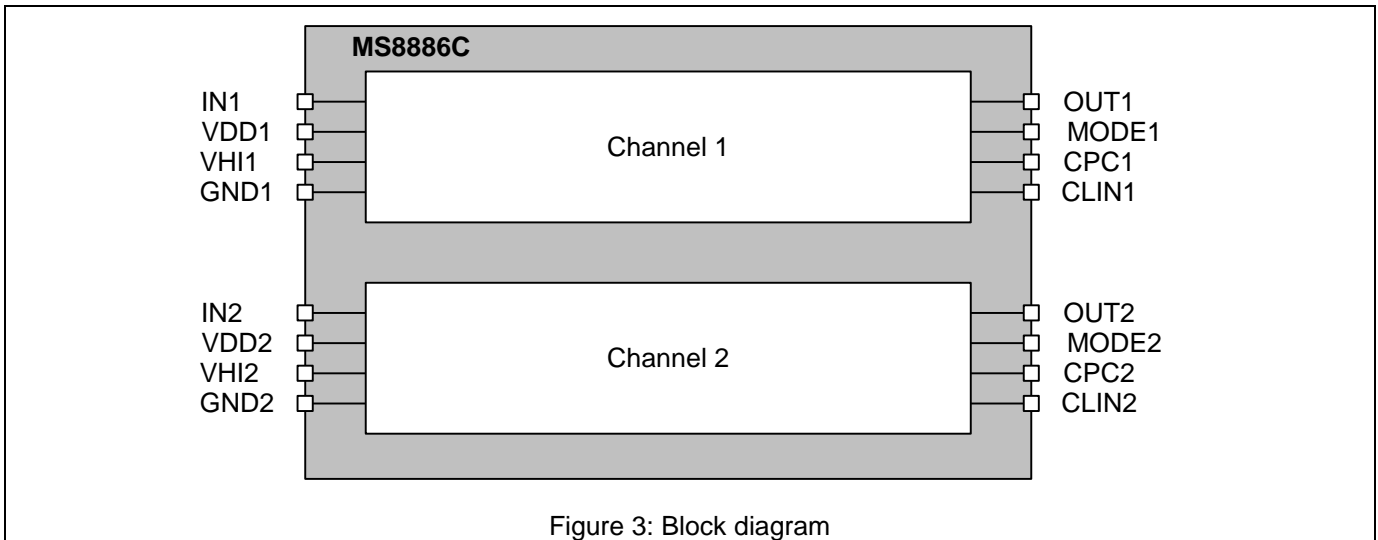 MS8886C
IN1
VDD1
VHI1
GND1
Channel 1
OUT1
MODE1
CPC1
CLIN1
IN2
VDD2
VHI2
GND2
Channel 2
OUT2
MODE2
CPC2
CLIN2
Figure 3: Block diagram